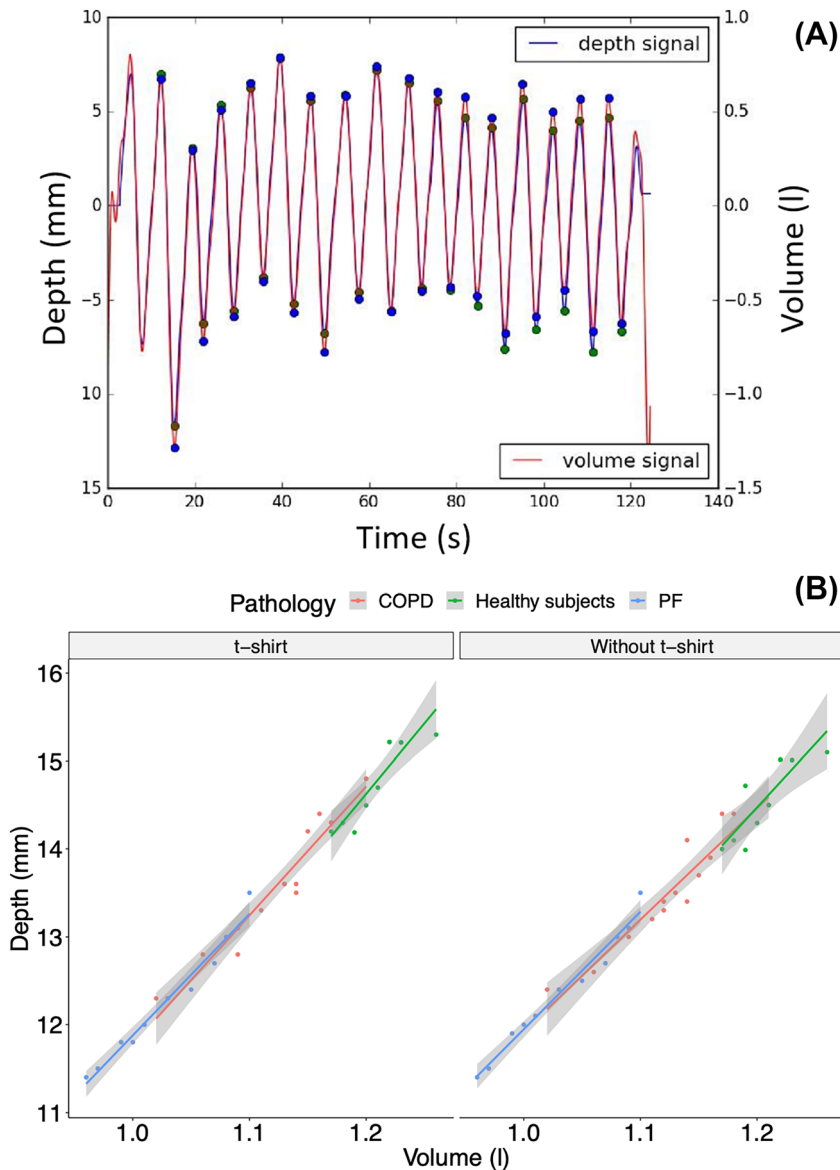 (A)
10
5
0
−5
10
15
1.0
0.5
0.0
−0.5
−1.0
−1.5
depth signal
volume signal
Depth (mm)
Volume (l)
0 20 40 60 80 100 120 140
Time (s)
(B)
Pathology COPD Healthy subjects PF
t−shirt Without t−shirt
16
15
14
13
12
11
Depth (mm)
1.0 1.1 1.2 1.0 1.1 1.2
Volume (l)